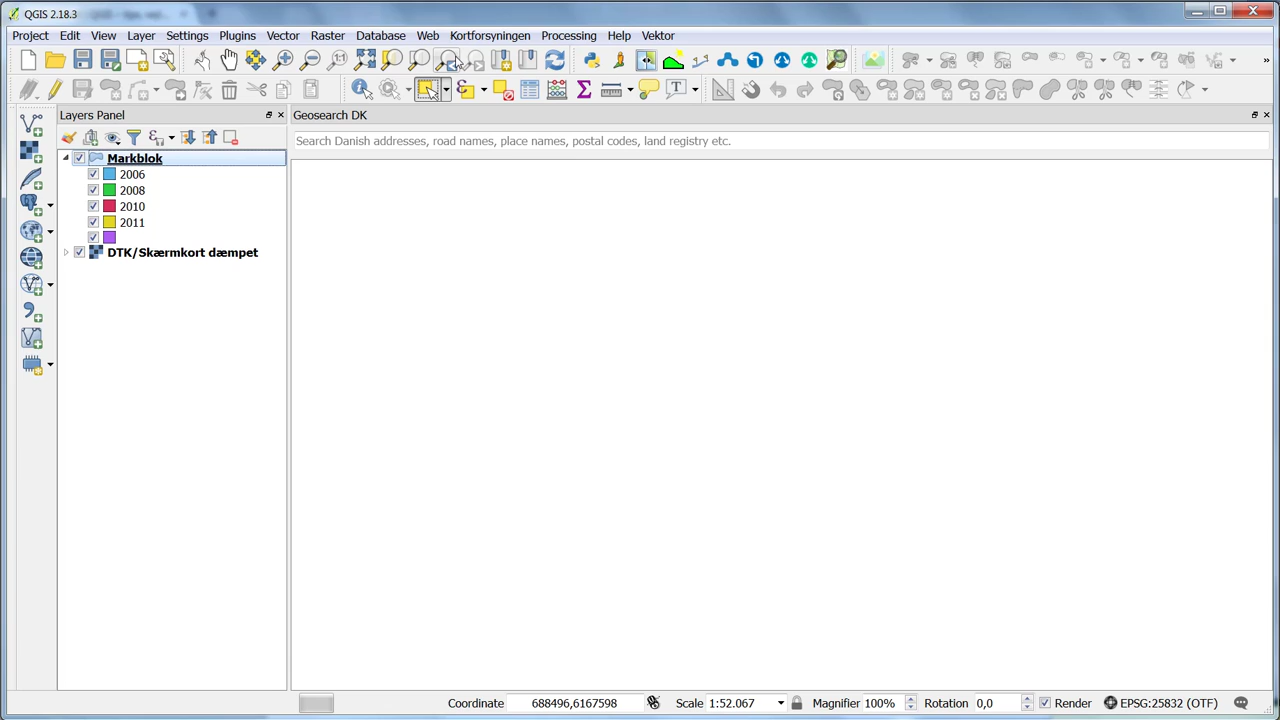 QGIS 2.18.3
Project Edit View Layer Settings Plugins Vector Raster Database Web Kortforsyningen Processing Help Vektor
Layers Panel
Geosearch DK
Search Danish addresses, road names, place names, postal codes, land registry etc.
Markblok
2006
2008
2010
2011
DTK/Skærmkort dæmpet
Coordinate 688496,6167598 Scale 1:52.067 Magnifier 100% Rotation 0,0 Render EPSG:25832 (OTF)